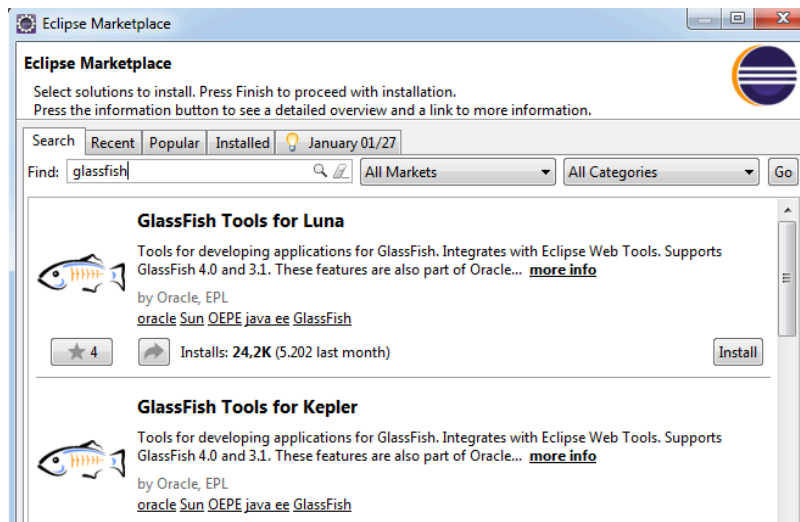 Eclipse Marketplace
Eclipse Marketplace
Select solutions to install. Press Finish to proceed with installation.
Press the information button to see a detailed overview and a link to more information.
Search Recent Popular Installed January 01/27
Find: glassfish All Markets All Categories Go
GlassFish Tools for Luna
Tools for developing applications for GlassFish. Integrates with Eclipse Web Tools. Supports
GlassFish 4.0 and 3.1. These features are also part of Oracle... more info
by Oracle, EPL
oracle Sun OEPE java ee GlassFish
4 Installs: 24,2K (5.202 last month) Install
GlassFish Tools for Kepler
Tools for developing applications for GlassFish. Integrates with Eclipse Web Tools. Supports
GlassFish 4.0 and 3.1. These features are also part of Oracle... more info
by Oracle, EPL
oracle Sun OEPE java ee GlassFish